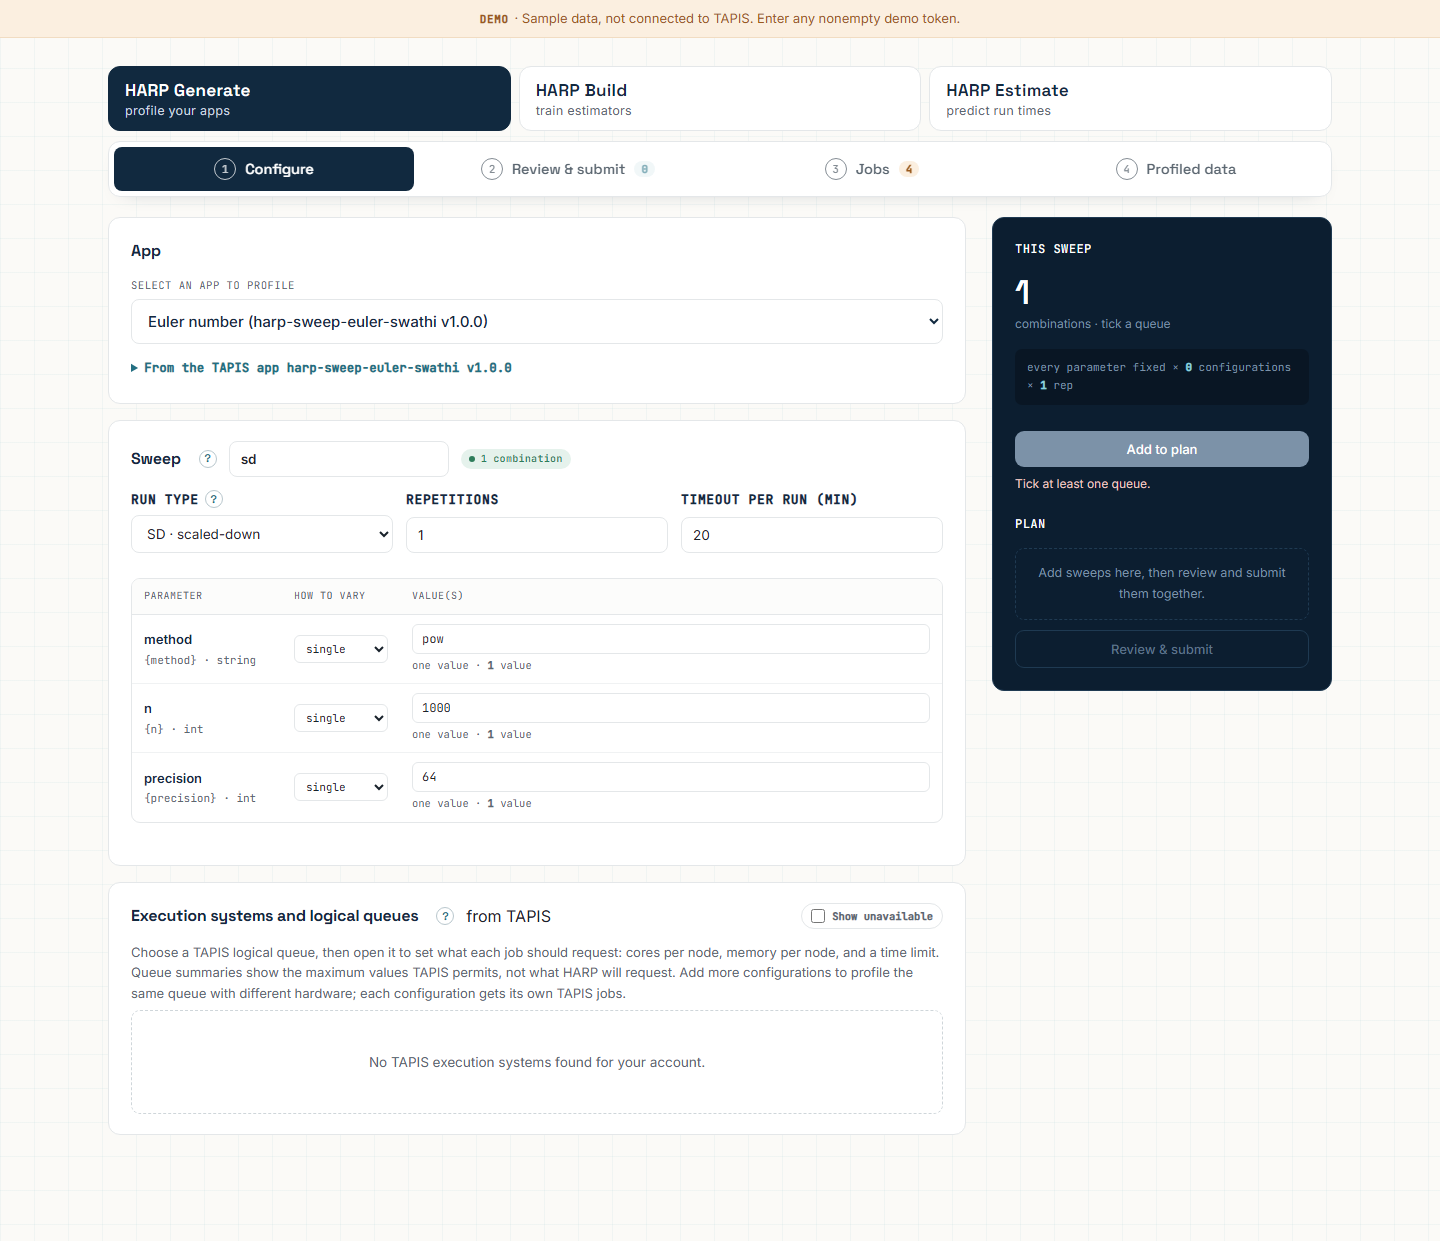 DEMO · Sample data, not connected to TAPIS. Enter any nonempty demo token.
HARP Generate
profile your apps
HARP Build
train estimators
HARP Estimate
predict run times
1 Configure
2 Review & submit 0
3 Jobs 4
4 Profiled data
App
SELECT AN APP TO PROFILE
Euler number (harp-sweep-euler-swathi v1.0.0)
From the TAPIS app harp-sweep-euler-swathi v1.0.0
Sweep ? sd 1 combination
RUN TYPE ? REPETITIONS TIMEOUT PER RUN (MIN)
SD · scaled-down 1 20
PARAMETER HOW TO VARY VALUE(S)
method
{method} · string
single
pow
one value · 1 value
n
{n} · int
single
1000
one value · 1 value
precision
{precision} · int
single
64
one value · 1 value
Execution systems and logical queues ? from TAPIS
Show unavailable
Choose a TAPIS logical queue, then open it to set what each job should request: cores per node, memory per node, and a time limit.
Queue summaries show the maximum values TAPIS permits, not what HARP will request. Add more configurations to profile the
same queue with different hardware; each configuration gets its own TAPIS jobs.
No TAPIS execution systems found for your account.
THIS SWEEP
1
combinations · tick a queue
every parameter fixed × 0 configurations
× 1 rep
Add to plan
Tick at least one queue.
PLAN
Add sweeps here, then review and submit
them together.
Review & submit